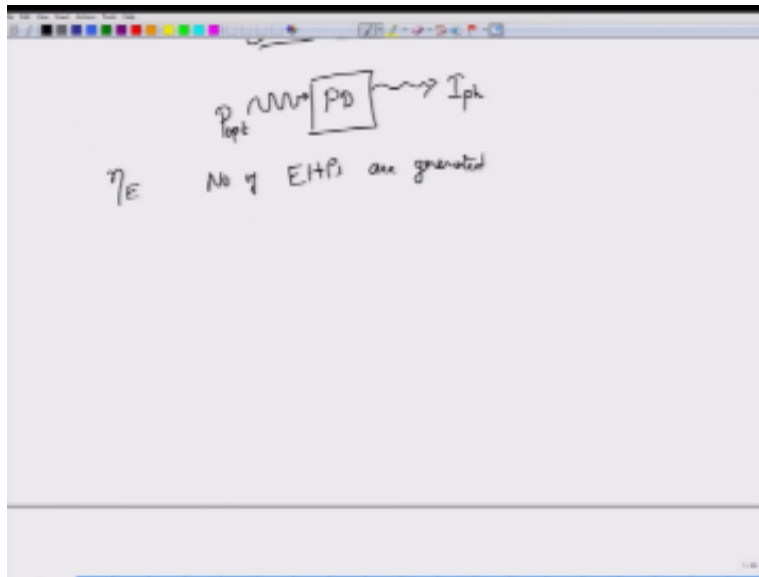 P_opt PD I_ph
η_E No of EHPs are generated